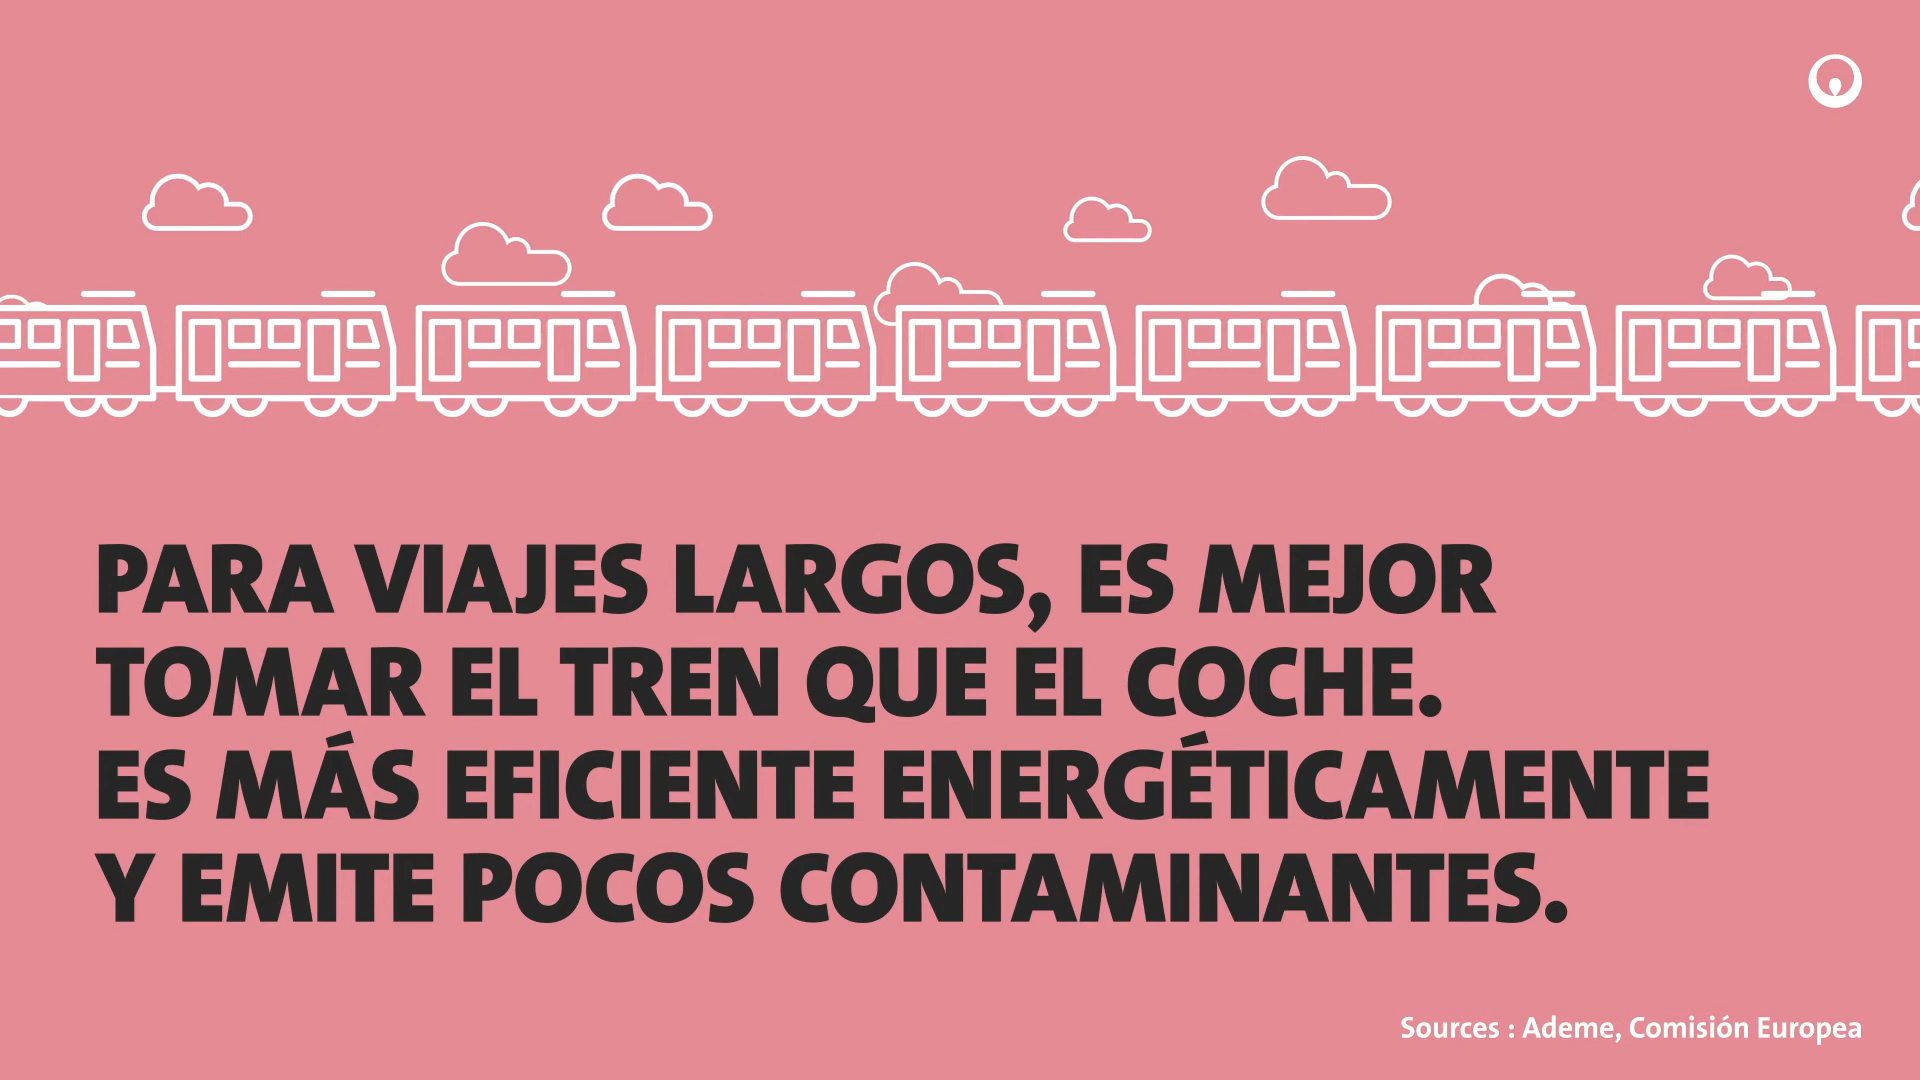 PARA VIAJES LARGOS, ES MEJOR
TOMAR EL TREN QUE EL COCHE.
ES MÁS EFICIENTE ENERGÉTICAMENTE
Y EMITE POCOS CONTAMINANTES.
Sources : Ademe, Comisión Europea